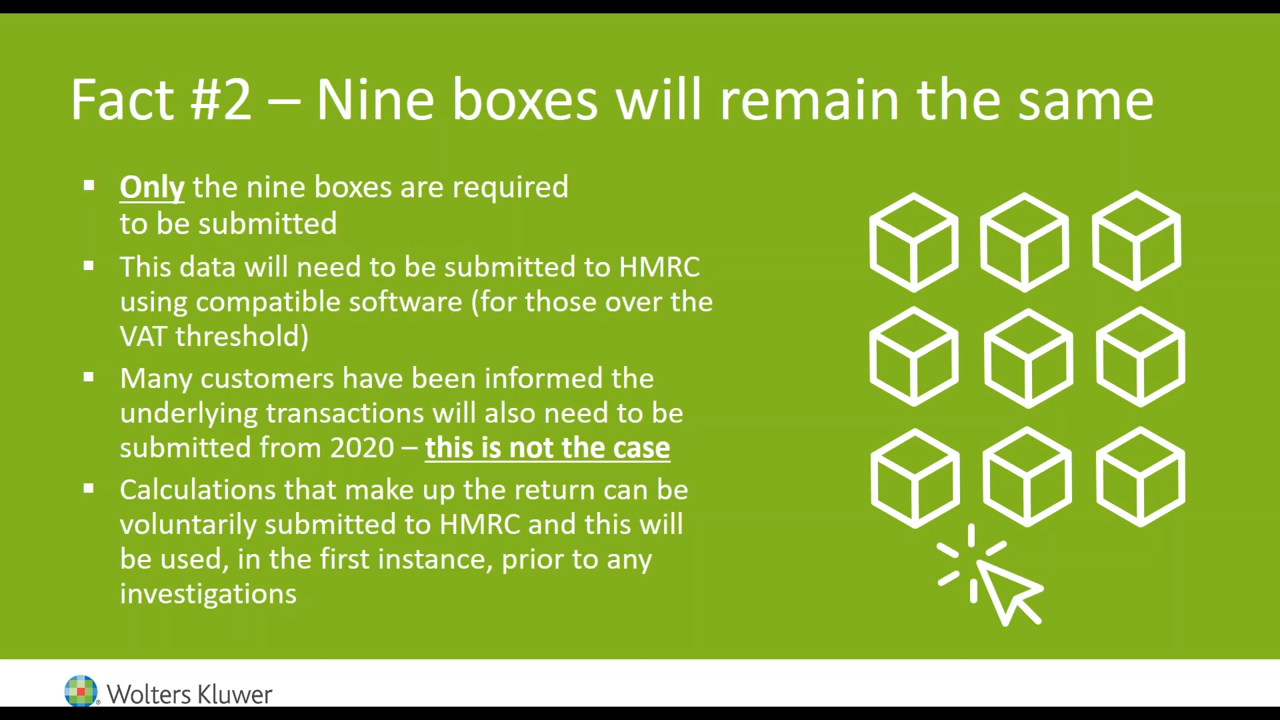 Fact #2 – Nine boxes will remain the same
▪ Only the nine boxes are required
to be submitted
▪ This data will need to be submitted to HMRC
using compatible software (for those over the
VAT threshold)
▪ Many customers have been informed the
underlying transactions will also need to be
submitted from 2020 – this is not the case
▪ Calculations that make up the return can be
voluntarily submitted to HMRC and this will
be used, in the first instance, prior to any
investigations
Wolters Kluwer